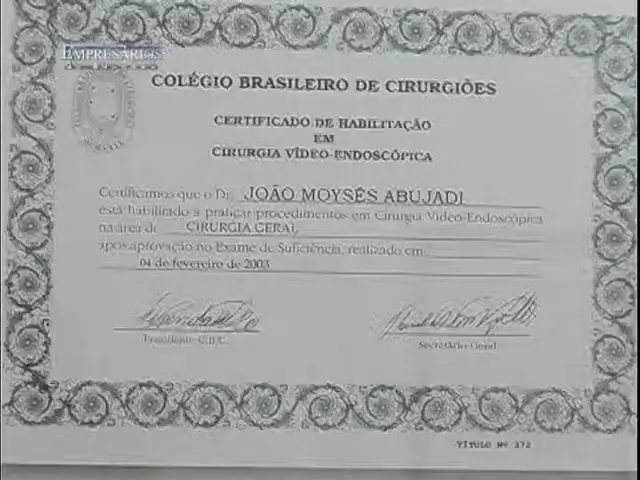 EMPRESÁRIOS
COLÉGIO BRASILEIRO DE CIRURGIÕES
CERTIFICADO DE HABILITAÇÃO
EM
CIRURGIA VÍDEO-ENDOSCÓPICA
Certificamos que o Dr. JOÃO MOYSÉS ABUJADI
está habilitado a praticar procedimentos em Cirurgia Vídeo-Endoscópica
na área de CIRURGIA GERAL
após aprovação no Exame de Suficiência, realizado em
04 de fevereiro de 2003
Presidente C.B.C.
Secretário Geral
TÍTULO Nº 372